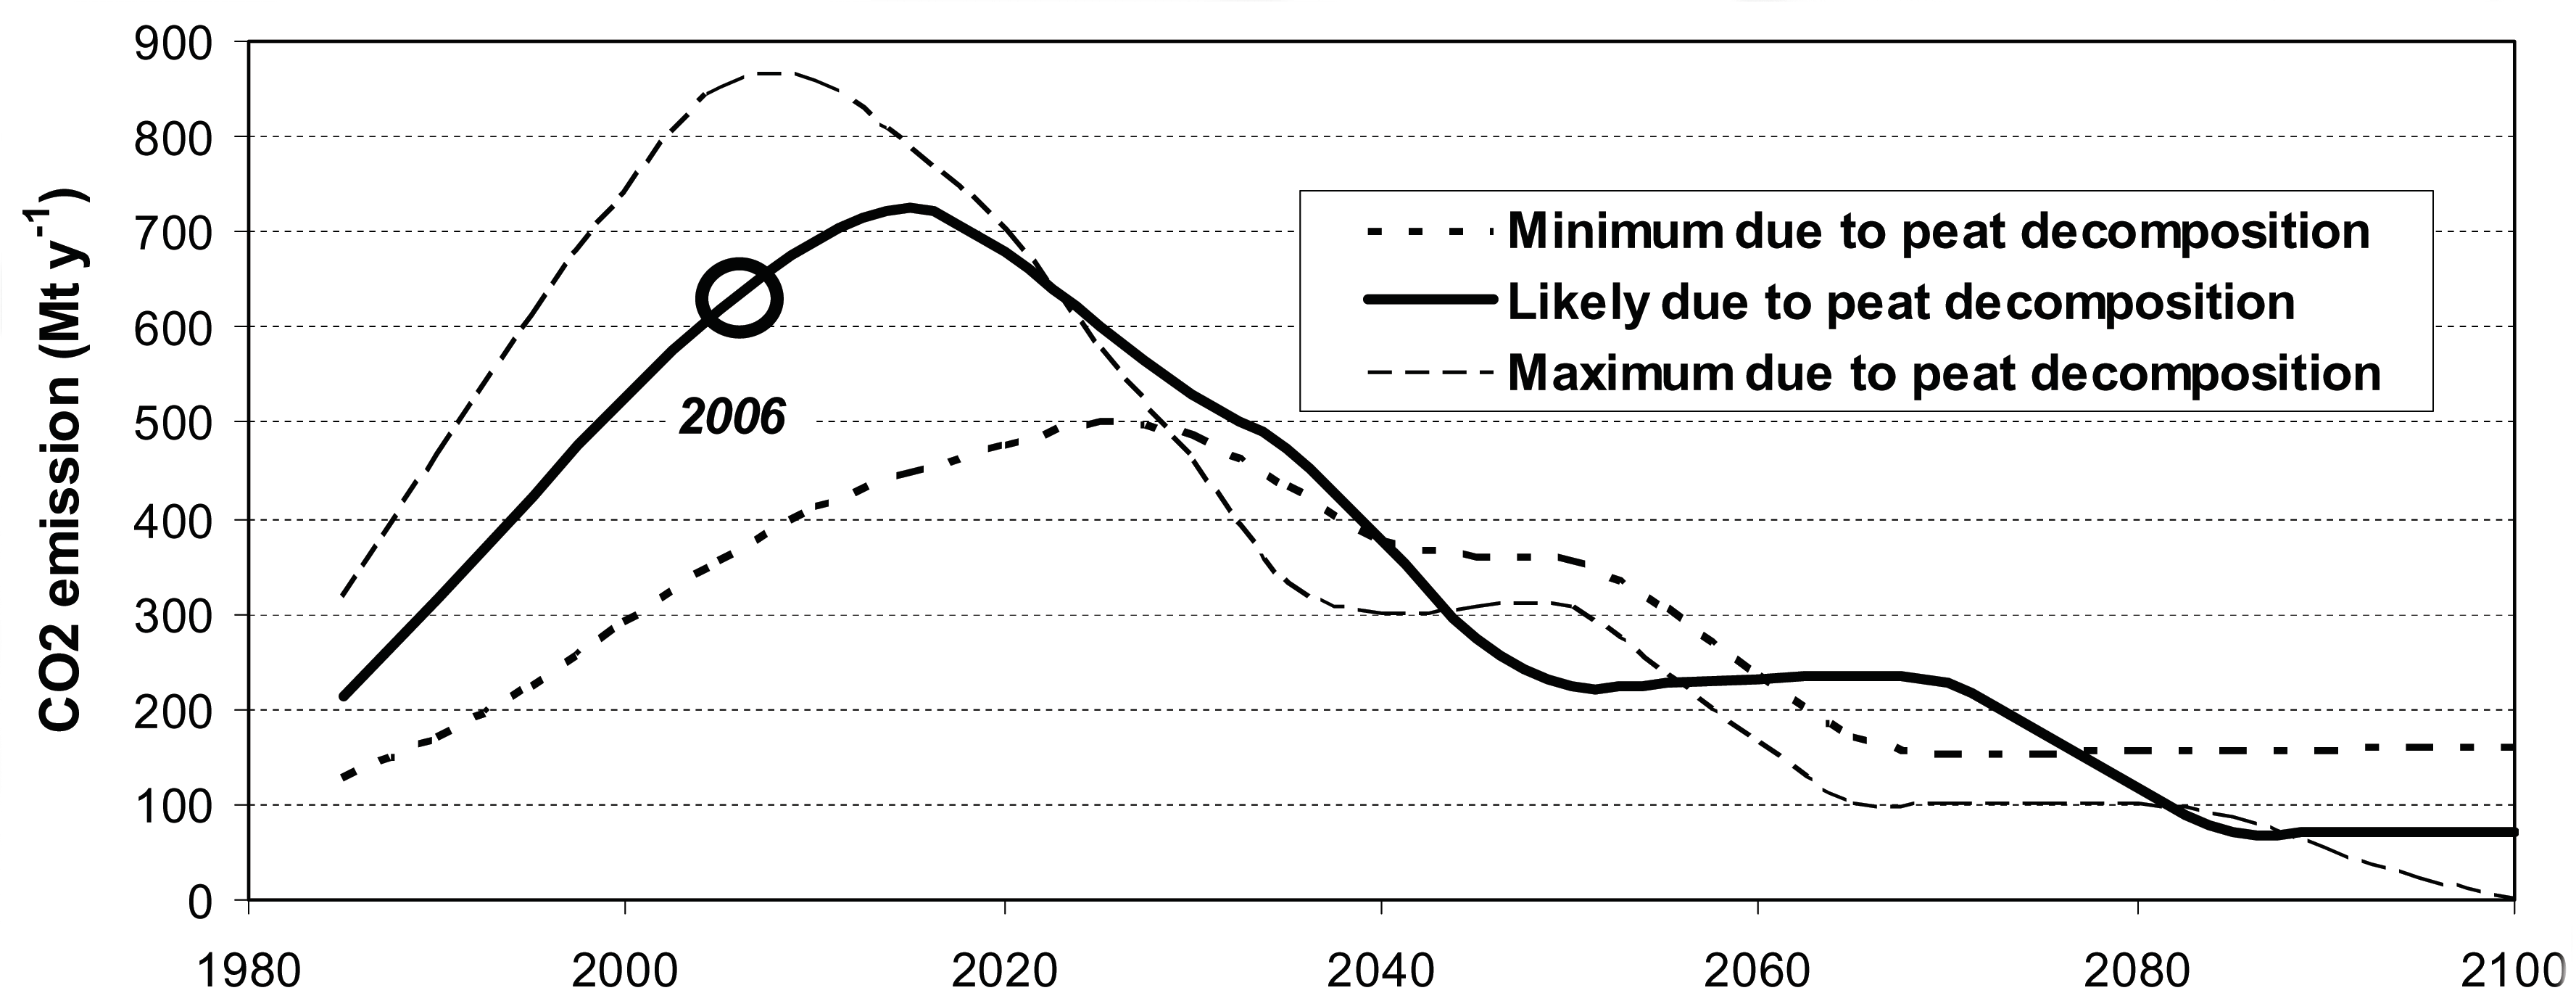 CO2 emission (Mt y-1)
900
800
700
600
500
400
300
200
100
0
Minimum due to peat decomposition
Likely due to peat decomposition
Maximum due to peat decomposition
2006
1980 2000 2020 2040 2060 2080 2100